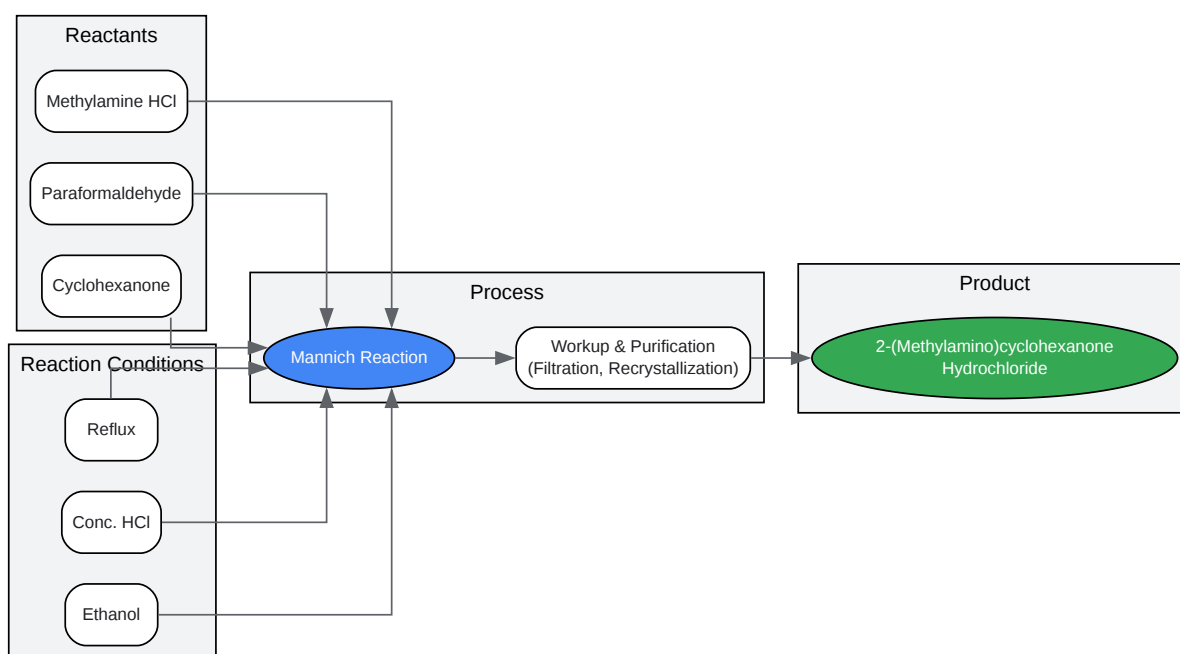 Reactants
Methylamine HCl
Paraformaldehyde
Cyclohexanone
Reaction Conditions
Reflux
Conc. HCl
Ethanol
Process
Mannich Reaction
Workup & Purification
(Filtration, Recrystallization)
Product
2-(Methylamino)cyclohexanone
Hydrochloride